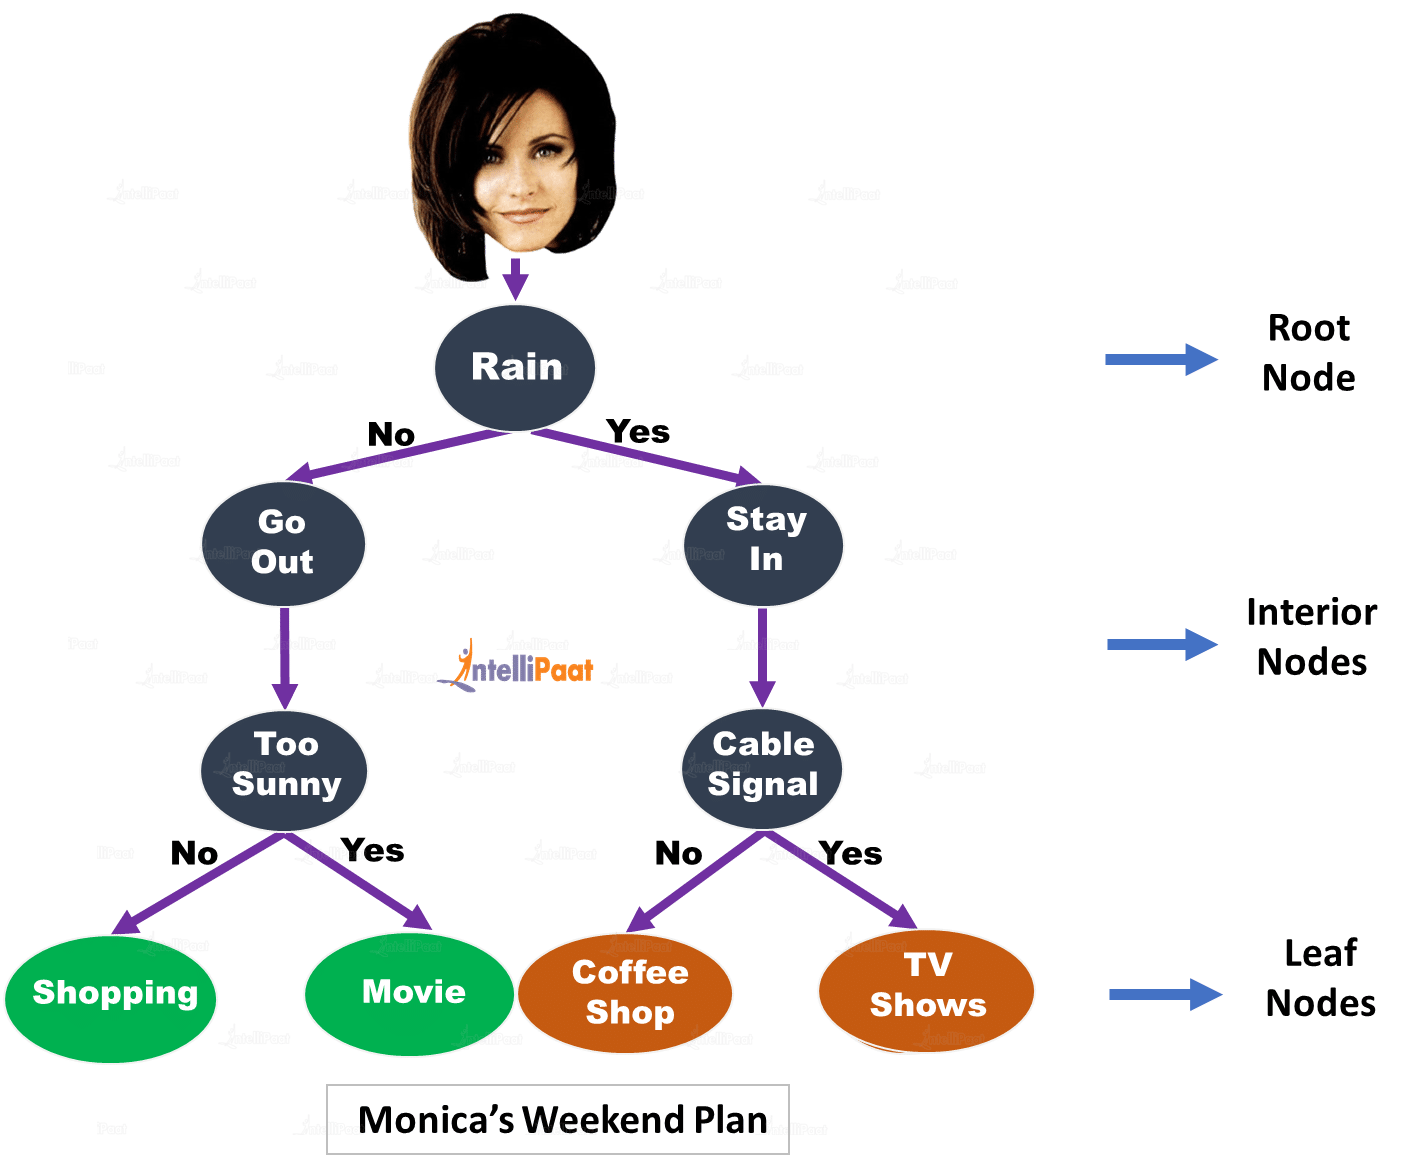 Rain
Root
Node
No
Yes
Go
Out
Stay
In
Interior
Nodes
IntelliPaat
Too
Sunny
Cable
Signal
No
Yes
No
Yes
Shopping
Movie
Coffee
Shop
TV
Shows
Leaf
Nodes
Monica’s Weekend Plan